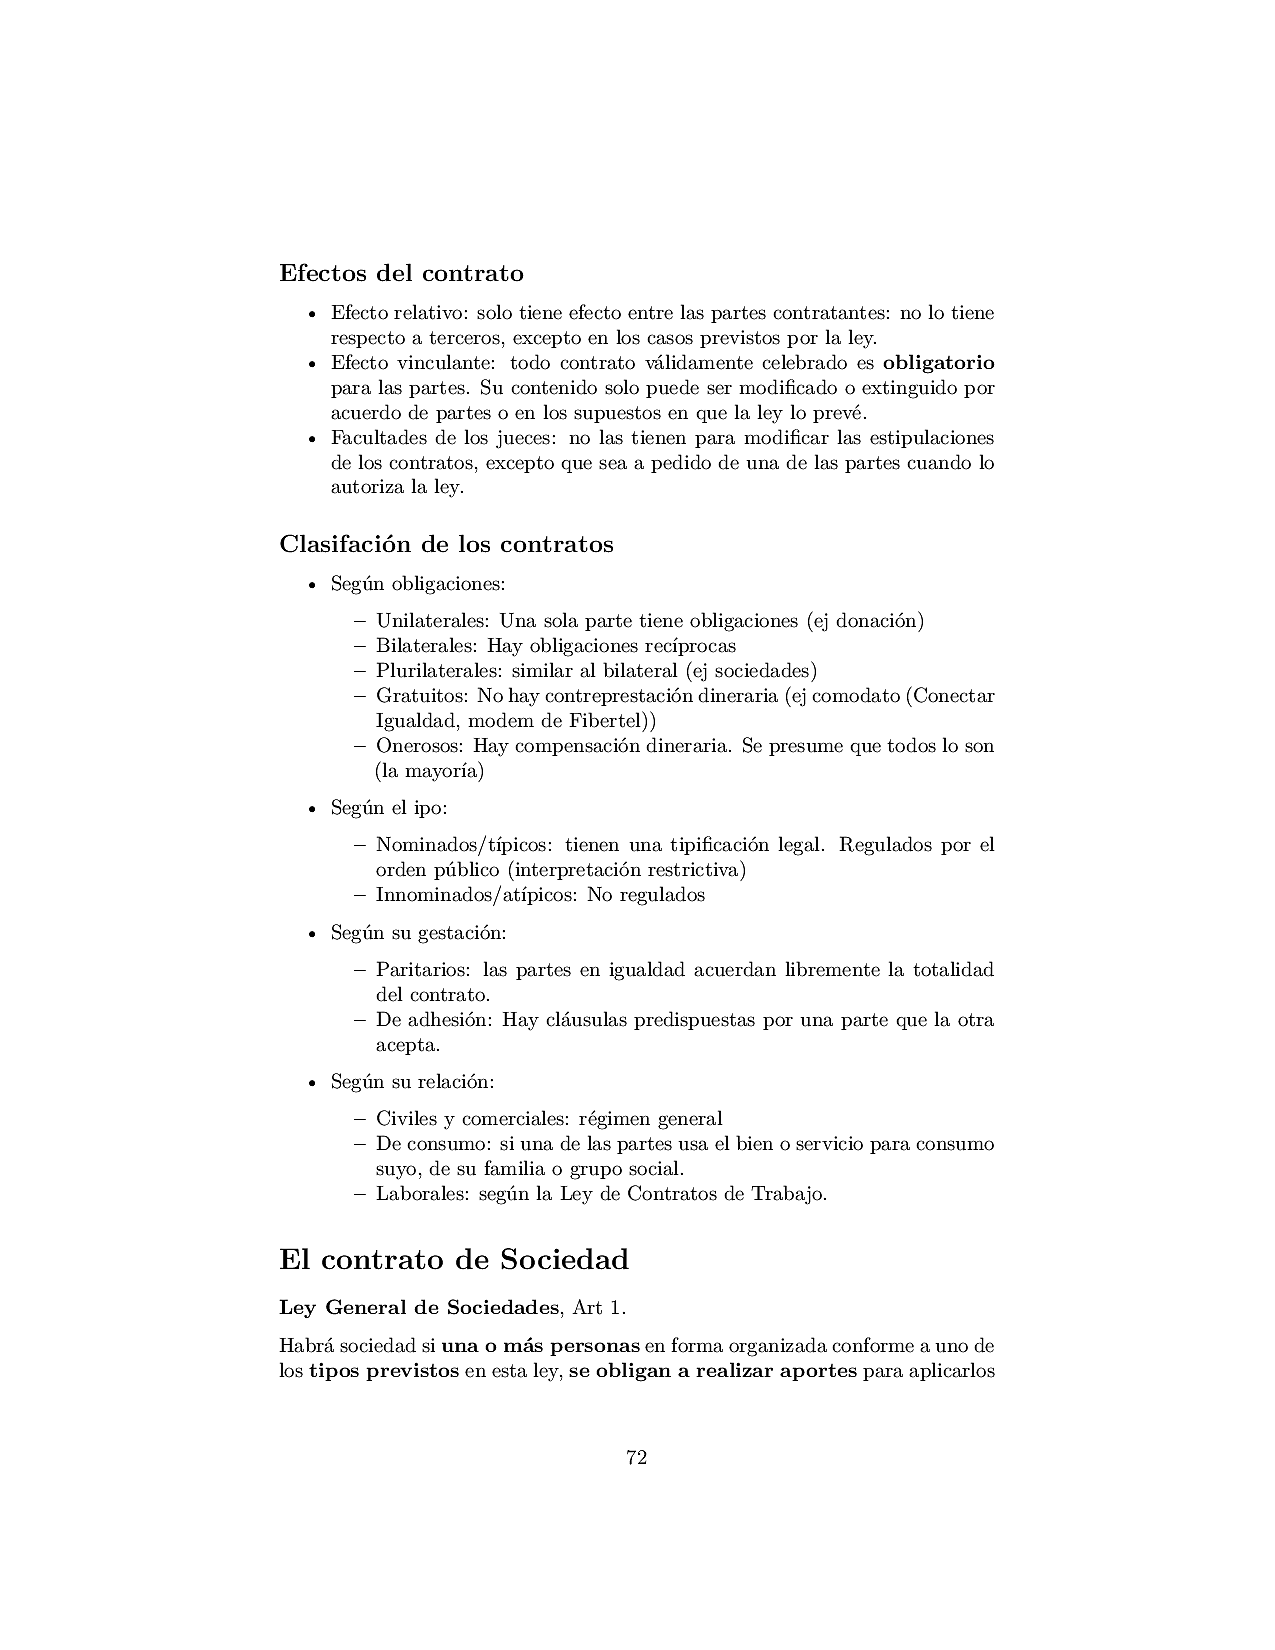 Efectos del contrato
• Efecto relativo: solo tiene efecto entre las partes contratantes: no lo tiene
respecto a terceros, excepto en los casos previstos por la ley.
• Efecto vinculante: todo contrato válidamente celebrado es obligatorio
para las partes. Su contenido solo puede ser modificado o extinguido por
acuerdo de partes o en los supuestos en que la ley lo prevé.
• Facultades de los jueces: no las tienen para modificar las estipulaciones
de los contratos, excepto que sea a pedido de una de las partes cuando lo
autoriza la ley.
Clasifación de los contratos
• Según obligaciones:
– Unilaterales: Una sola parte tiene obligaciones (ej donación)
– Bilaterales: Hay obligaciones recíprocas
– Plurilaterales: similar al bilateral (ej sociedades)
– Gratuitos: No hay contreprestación dineraria (ej comodato (Conectar
Igualdad, modem de Fibertel))
– Onerosos: Hay compensación dineraria. Se presume que todos lo son
(la mayoría)
• Según el ipo:
– Nominados/típicos: tienen una tipificación legal. Regulados por el
orden público (interpretación restrictiva)
– Innominados/atípicos: No regulados
• Según su gestación:
– Paritarios: las partes en igualdad acuerdan libremente la totalidad
del contrato.
– De adhesión: Hay cláusulas predispuestas por una parte que la otra
acepta.
• Según su relación:
– Civiles y comerciales: régimen general
– De consumo: si una de las partes usa el bien o servicio para consumo
suyo, de su familia o grupo social.
– Laborales: según la Ley de Contratos de Trabajo.
El contrato de Sociedad
Ley General de Sociedades, Art 1.
Habrá sociedad si una o más personas en forma organizada conforme a uno de
los tipos previstos en esta ley, se obligan a realizar aportes para aplicarlos
72